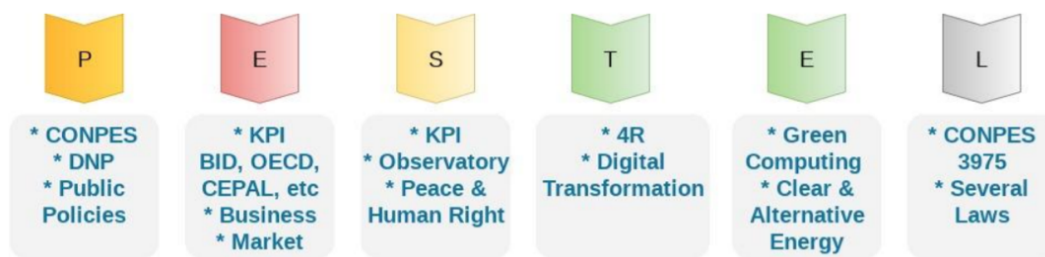 P
E
S
T
E
L
* CONPES
* DNP
* Public
Policies
* KPI
BID, OECD,
CEPAL, etc
* Business
* Market
* KPI
* Observatory
* Peace &
Human Right
* 4R
* Digital
Transformation
* Green
Computing
* Clear &
Alternative
Energy
* CONPES
3975
* Several
Laws